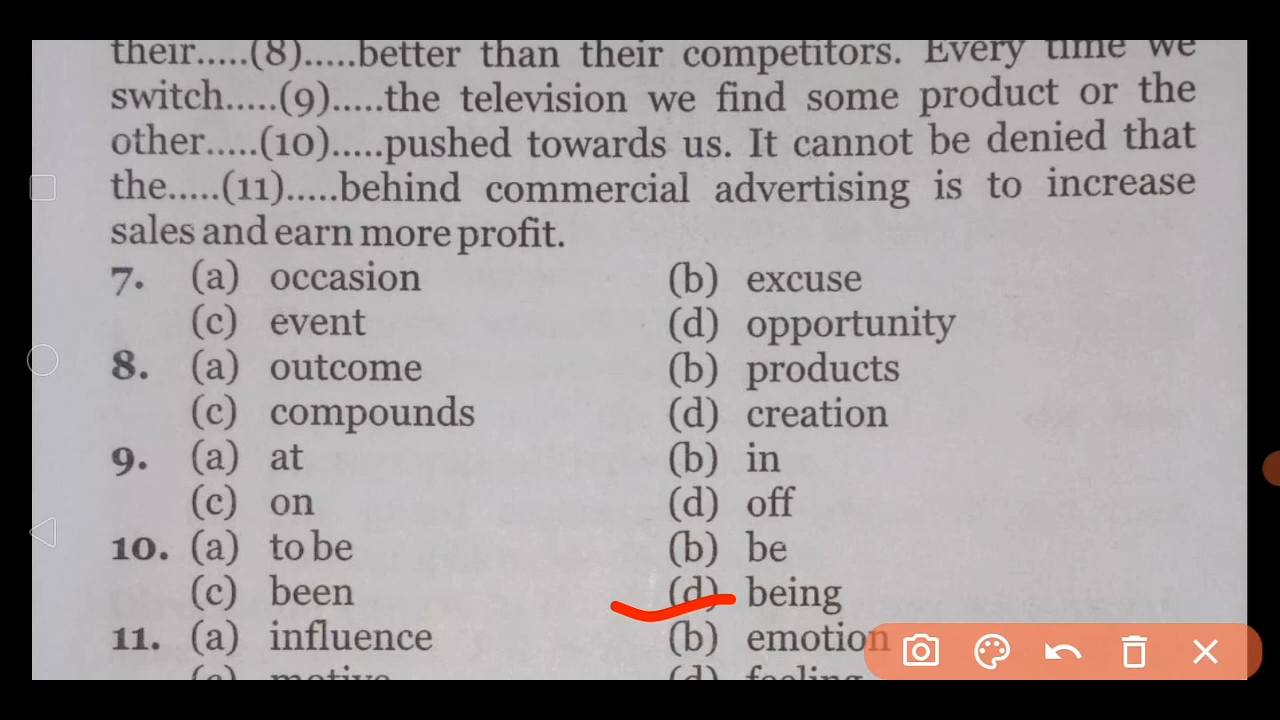 their.....(8).....better than their competitors. Every time we
switch.....(9).....the television we find some product or the
other.....(10).....pushed towards us. It cannot be denied that
the.....(11).....behind commercial advertising is to increase
sales and earn more profit.
7. (a) occasion (b) excuse
(c) event (d) opportunity
8. (a) outcome (b) products
(c) compounds (d) creation
9. (a) at (b) in
(c) on (d) off
10. (a) to be (b) be
(c) been (d) being
11. (a) influence (b) emotion
(c) motive (d) feeling